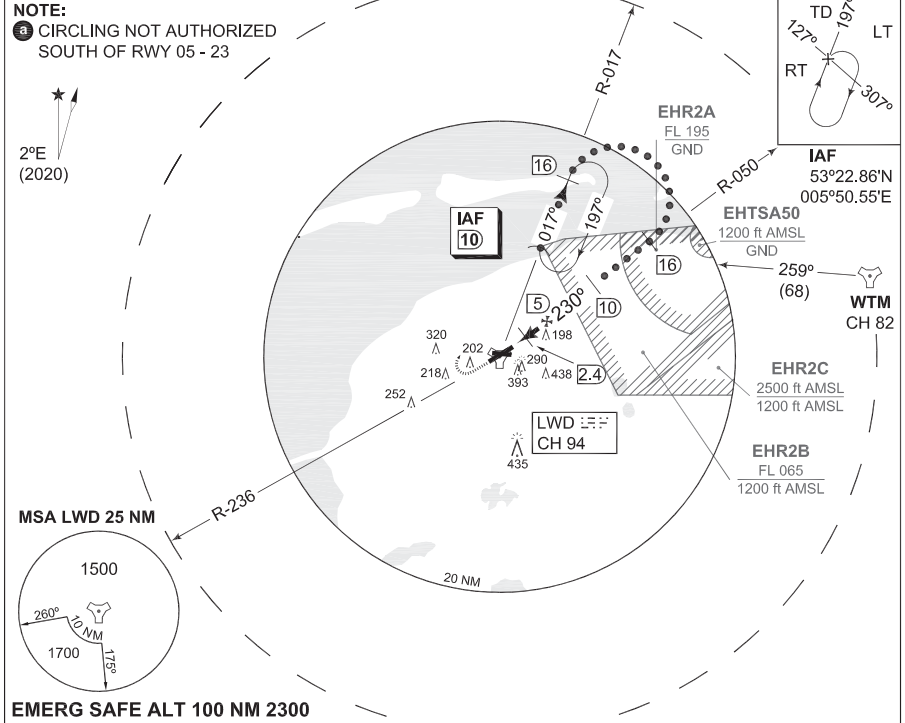 NOTE:
a CIRCLING NOT AUTHORIZED
SOUTH OF RWY 05 - 23
2ºE
(2020)
R-017
TD
197º
LT
127º
RT
307º
IAF
53º22.86'N
005º50.55'E
EHR2A
FL 195
GND
R-050
EHTSA50
1200 ft AMSL
GND
16
017º
197º
IAF
10
16
259º
(68)
WTM
CH 82
10
5
230º
198
320
202
290
218
393
438
2.4
252
EHR2C
2500 ft AMSL
1200 ft AMSL
LWD
CH 94
435
EHR2B
FL 065
1200 ft AMSL
R-236
MSA LWD 25 NM
1500
260º
10 NM
1700
175º
20 NM
EMERG SAFE ALT 100 NM 2300